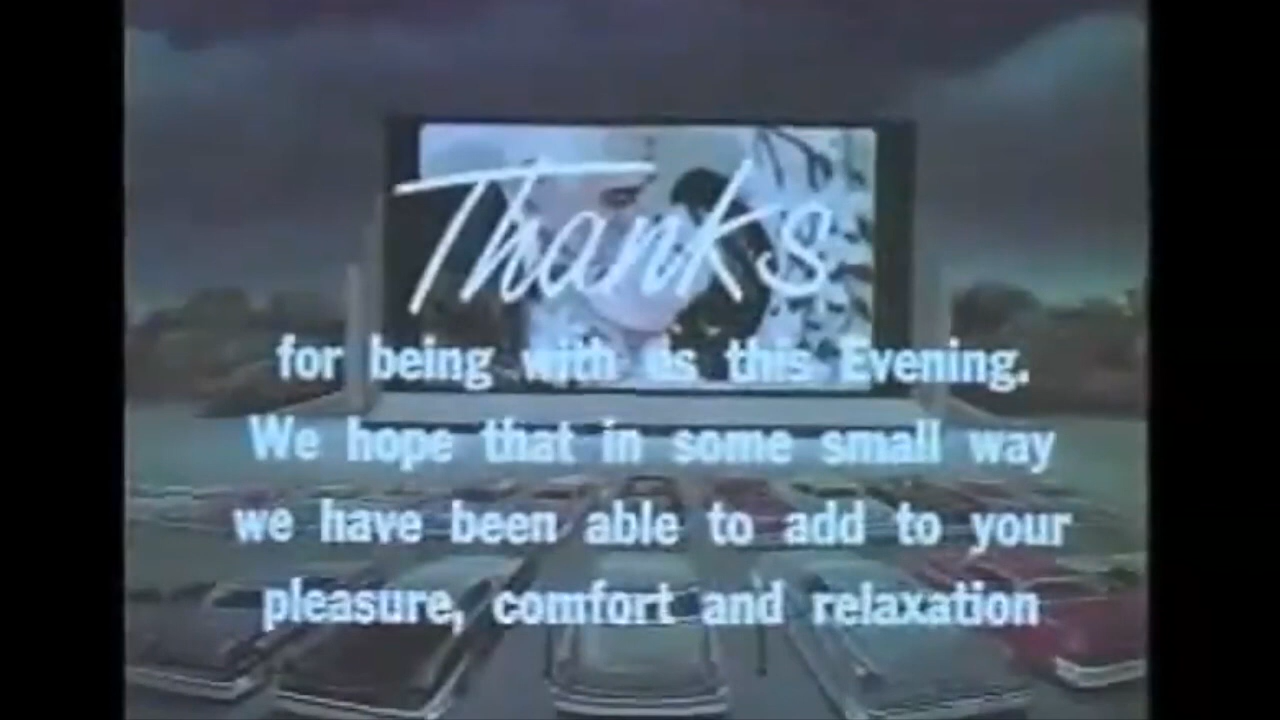 Thanks
for being with us this Evening.
We hope that in some small way
we have been able to add to your
pleasure, comfort and relaxation